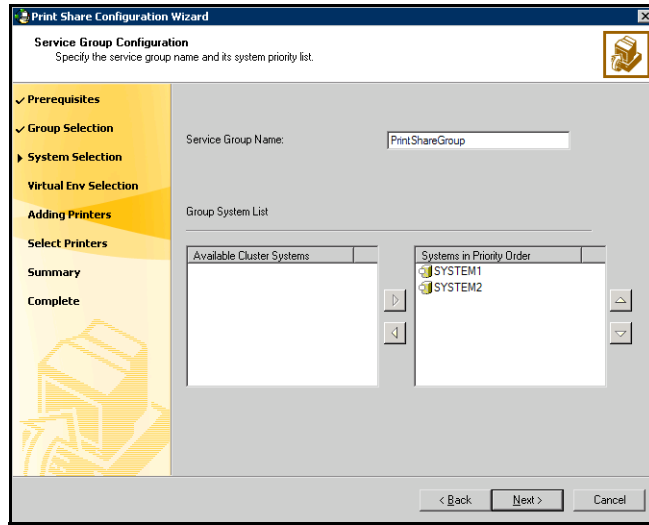 Print Share Configuration Wizard
Service Group Configuration
Specify the service group name and its system priority list.
Prerequisites
Group Selection
System Selection
Virtual Env Selection
Adding Printers
Select Printers
Summary
Complete
Service Group Name:
PrintShareGroup
Group System List
Available Cluster Systems
Systems in Priority Order
SYSTEM1
SYSTEM2
< Back
Next >
Cancel